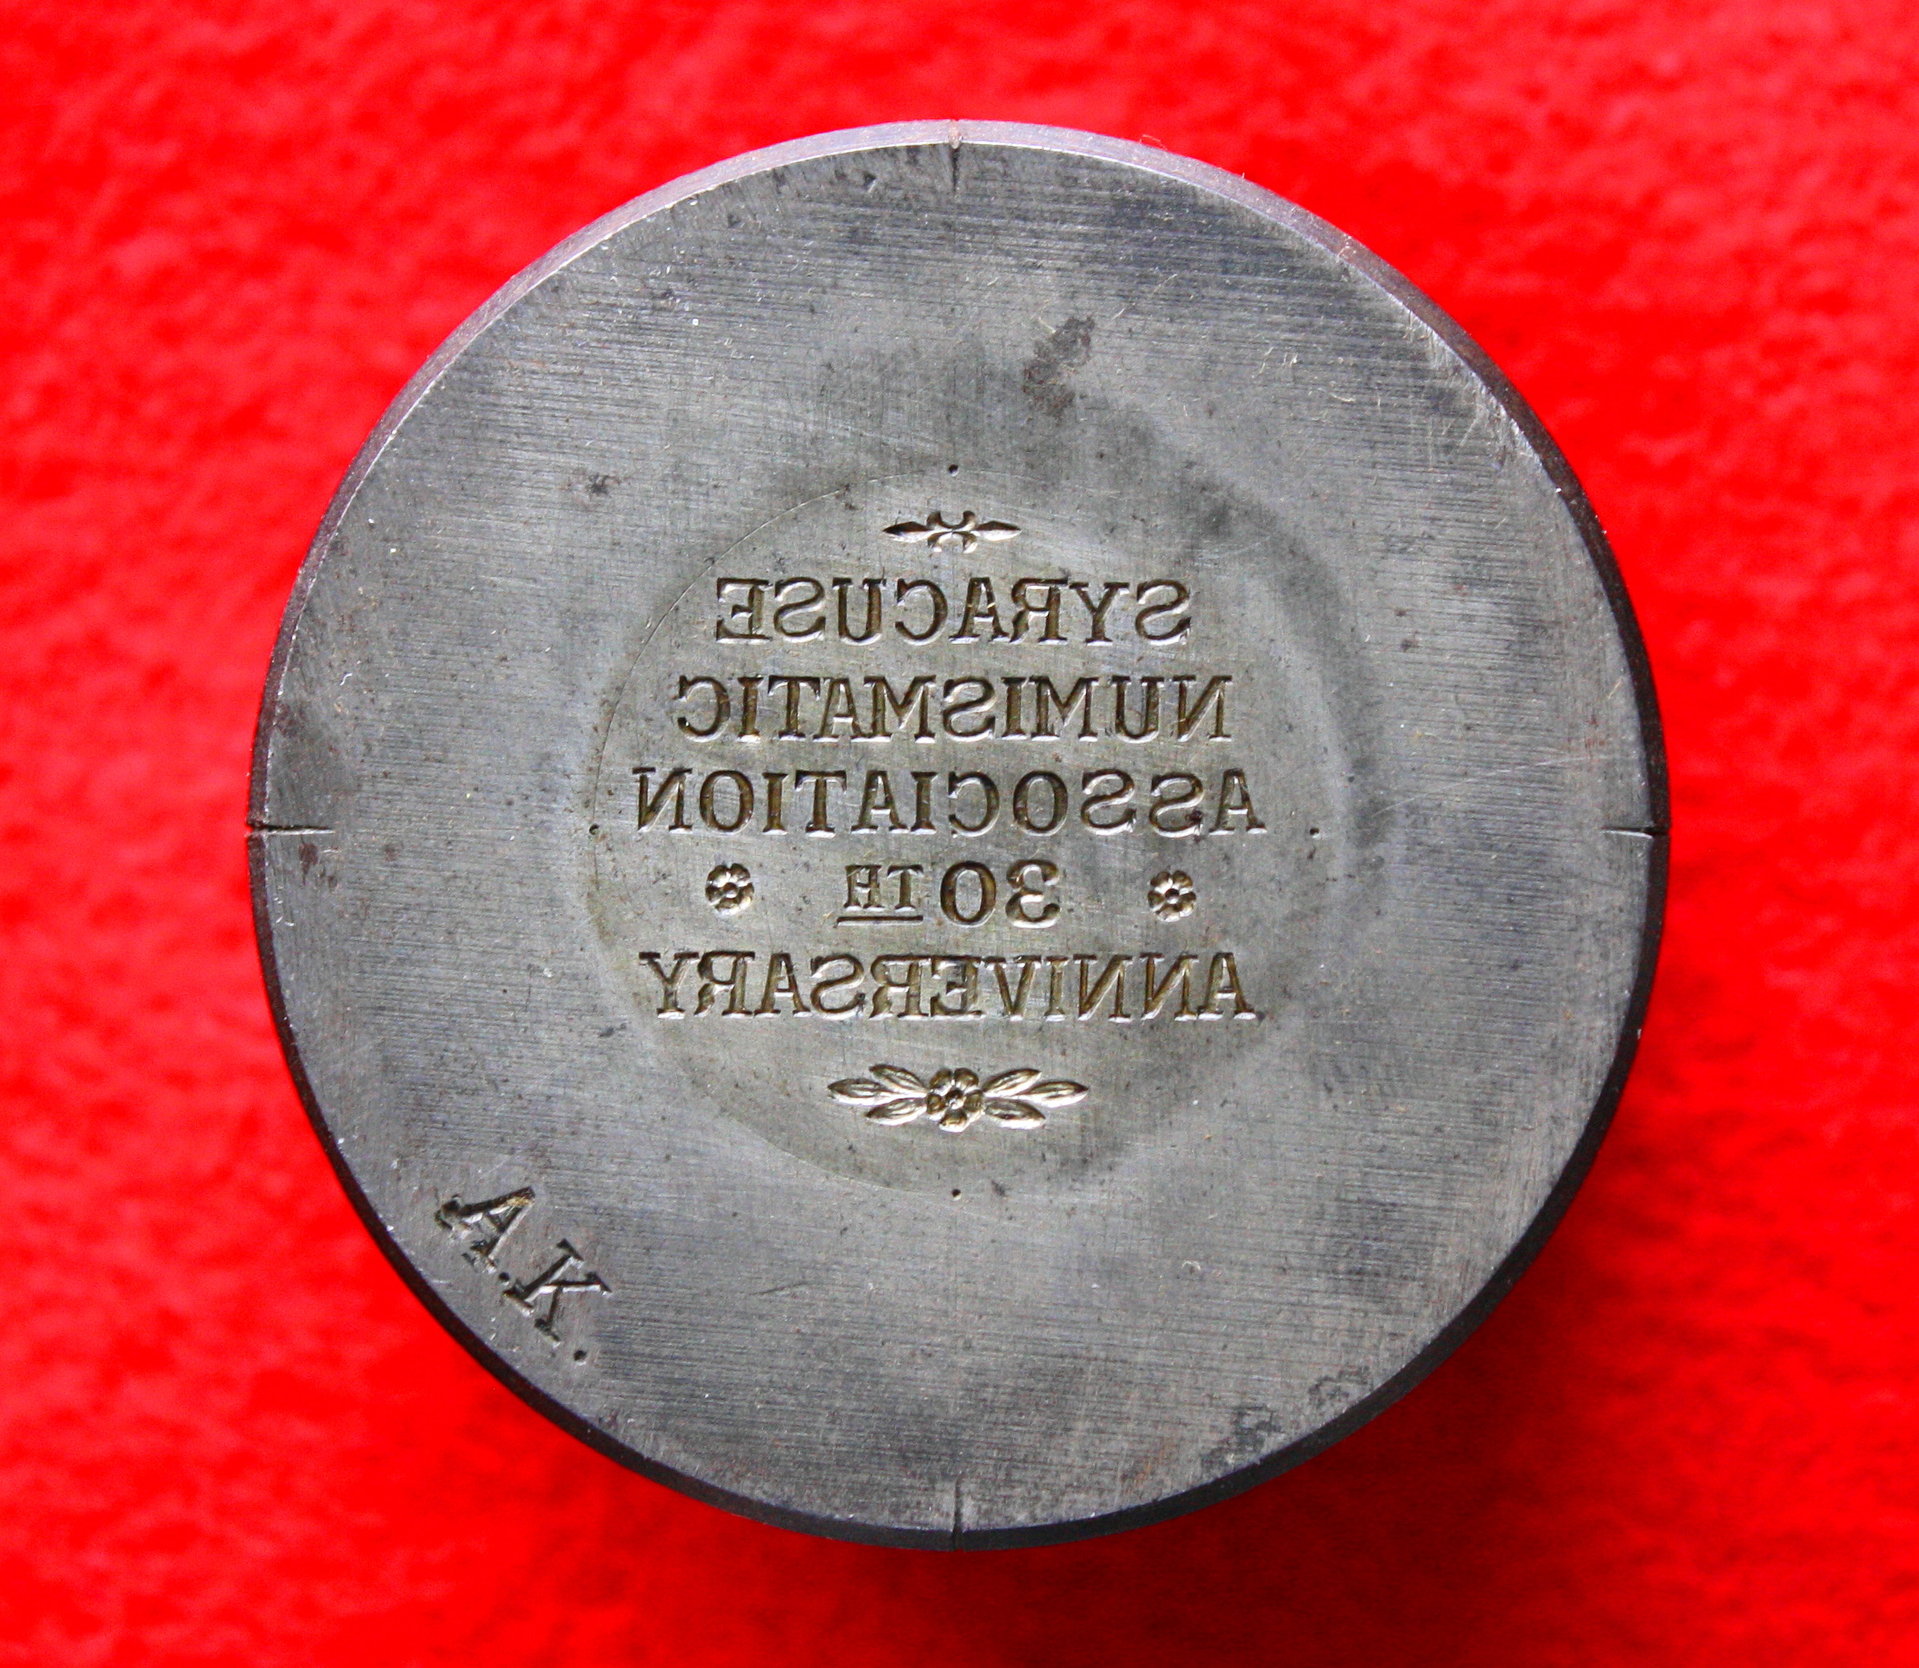 SYRACUSE
NUMISMATIC
ASSOCIATION
30TH
ANNIVERSARY
A.K.